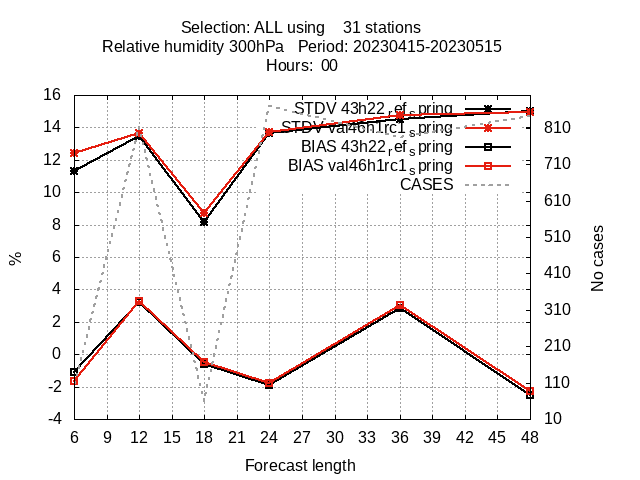 Selection: ALL using    31 stations
Relative humidity 300hPa   Period: 20230415-20230515
Hours:  00
STDV 43h22_ref_spring
STDV val46h1rc1_spring
BIAS 43h22_ref_spring
BIAS val46h1rc1_spring
CASES
%
16
14
12
10
8
6
4
2
0
-2
-4
No cases
810
710
610
510
410
310
210
110
10
6 9 12 15 18 21 24 27 30 33 36 39 42 45 48
Forecast length